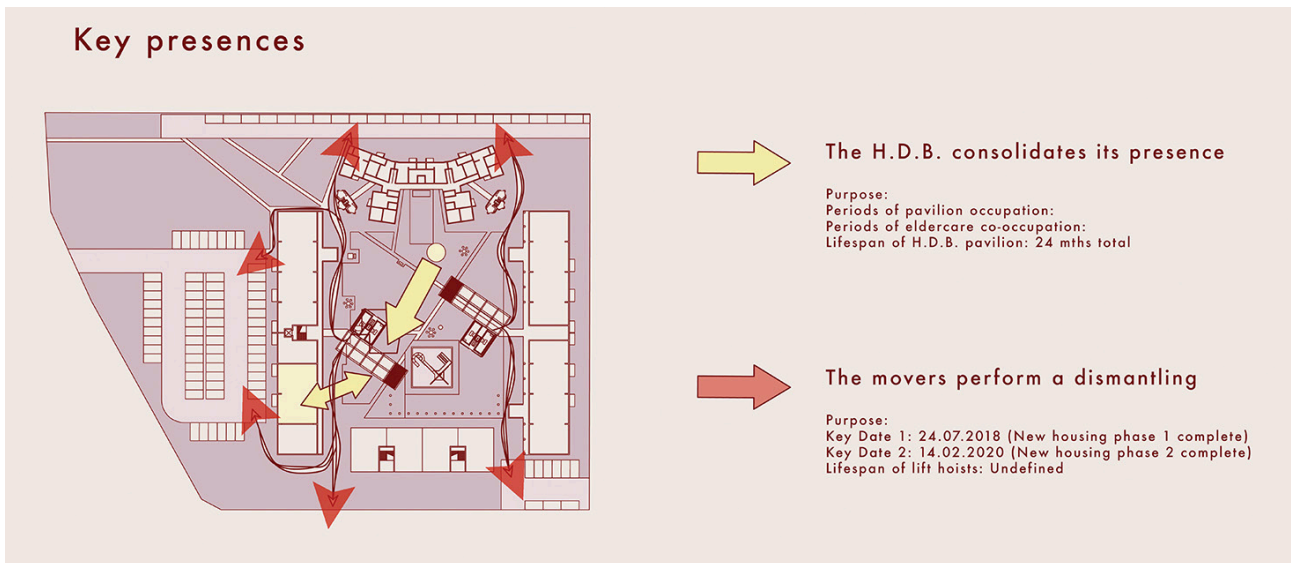 Key presences
The H.D.B. consolidates its presence
Purpose:
Periods of pavilion occupation:
Periods of eldercare co-occupation:
Lifespan of H.D.B. pavilion: 24 mths total
The movers perform a dismantling
Purpose:
Key Date 1: 24.07.2018 (New housing phase 1 complete)
Key Date 2: 14.02.2020 (New housing phase 2 complete)
Lifespan of lift hoists: Undefined